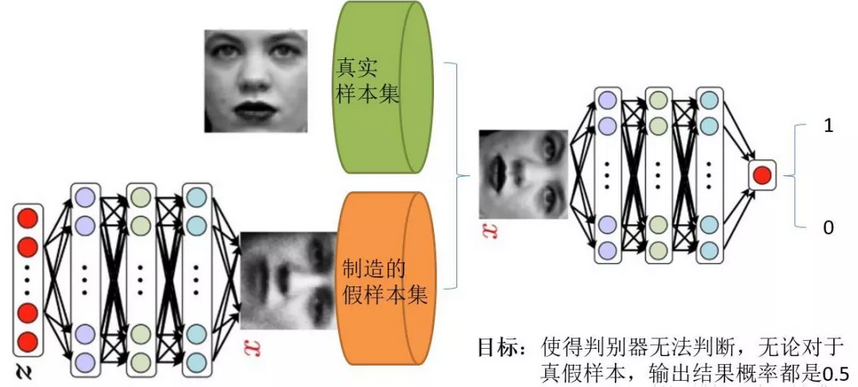 真实
样本集
制造的
假样本集
z
x
x
1
0
目标：使得判别器无法判断，无论对于
真假样本，输出结果概率都是0.5